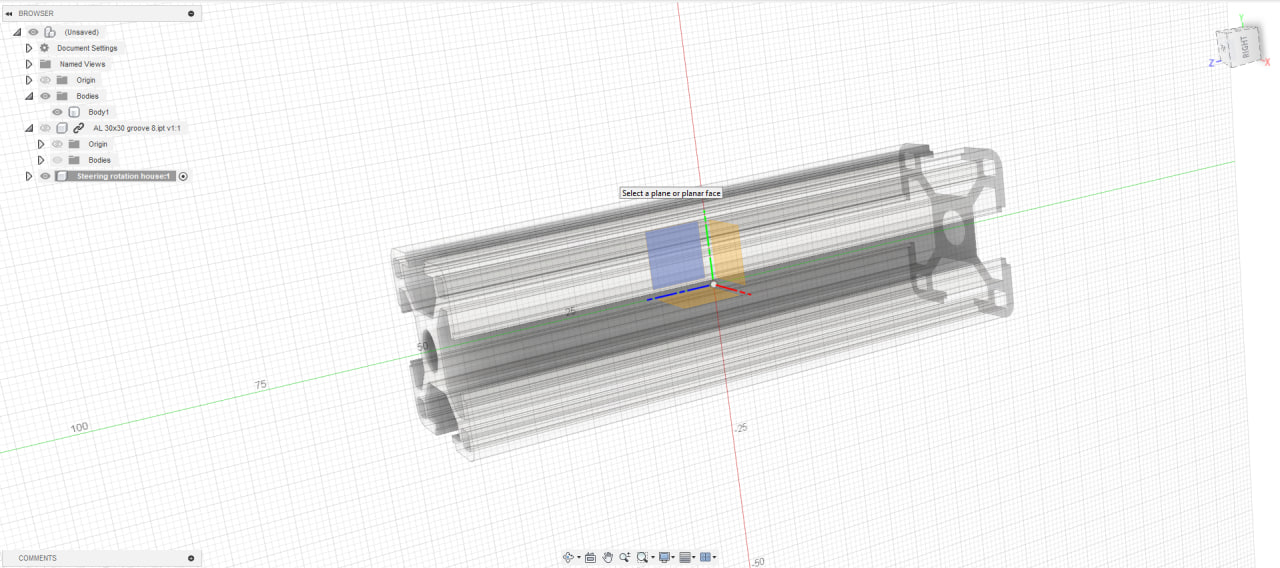 BROWSER
(Unsaved)
Document Settings
Named Views
Origin
Bodies
Body1
AL 30x30 groove 8.ipt v1:1
Origin
Bodies
Steering rotation house:1
Select a plane or planar face
Y
RIGHT
Z
X
25
50
75
100
-25
-50
COMMENTS